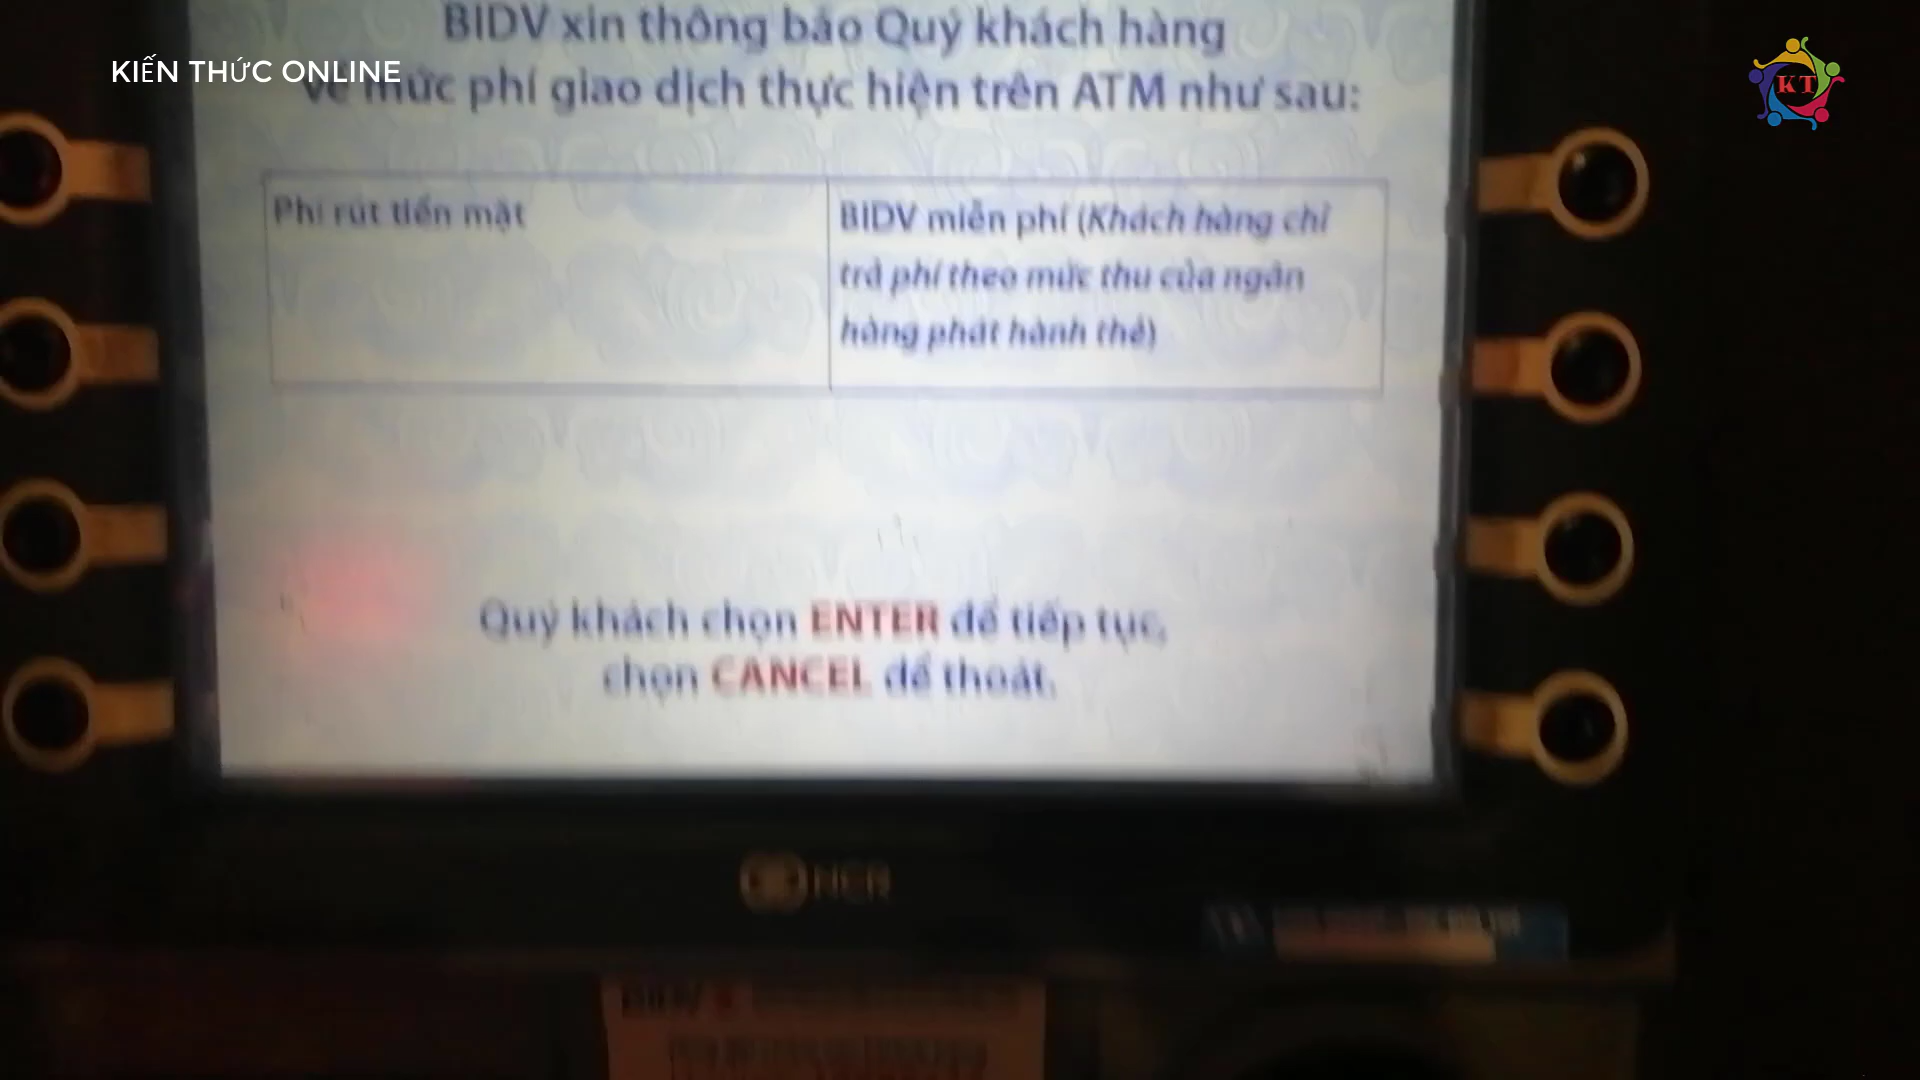 BIDV xin thông báo Quý khách hàng
KIẾN THỨC ONLINE
KT
về mức phí giao dịch thực hiện trên ATM như sau:
Phí rút tiền mặt
BIDV miễn phí (Khách hàng chỉ
trả phí theo mức thu của ngân
hàng phát hành thẻ)
Quý khách chọn ENTER để tiếp tục,
chọn CANCEL để thoát.
NCR